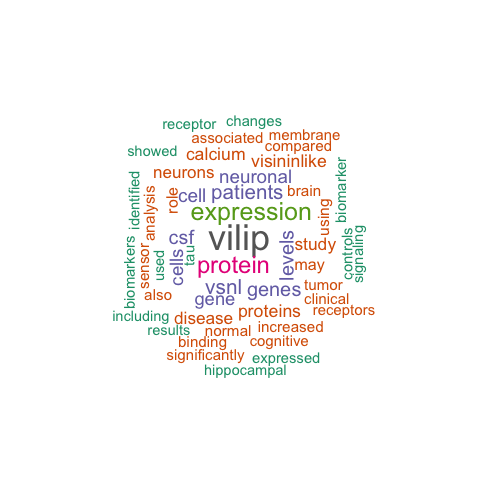 receptor changes
associated membrane
showed calcium compared
visininlike
neurons neuronal
identified analysis role cell patients brain using biomarker
expression
vilip
csf tau levels study controls signaling
biomarkers sensor used cells protein may
vsnl genes tumor
also gene clinical
including disease proteins receptors
results normal increased
binding cognitive
significantly expressed
hippocampal